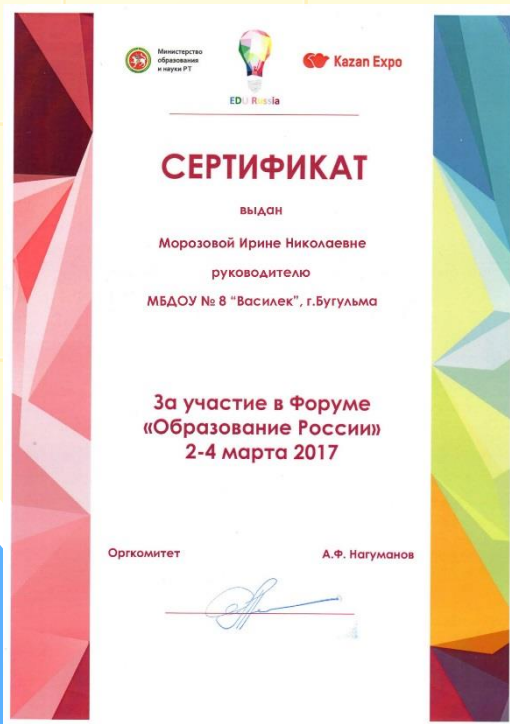 Министерство
образования
и науки РТ
EDU Russia
Kazan Expo
СЕРТИФИКАТ
выдан
Морозовой Ирине Николаевне
руководителю
МБДОУ № 8 "Василек", г.Бугульма
За участие в Форуме
«Образование России»
2-4 марта 2017
Оргкомитет
А.Ф. Нагуманов